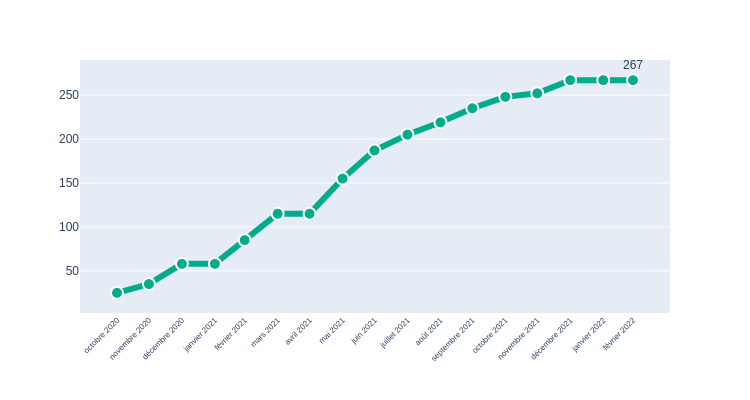 267
250
200
150
100
50
octobre 2020
novembre 2020
décembre 2020
janvier 2021
février 2021
mars 2021
avril 2021
mai 2021
juin 2021
juillet 2021
août 2021
septembre 2021
octobre 2021
novembre 2021
décembre 2021
janvier 2022
février 2022